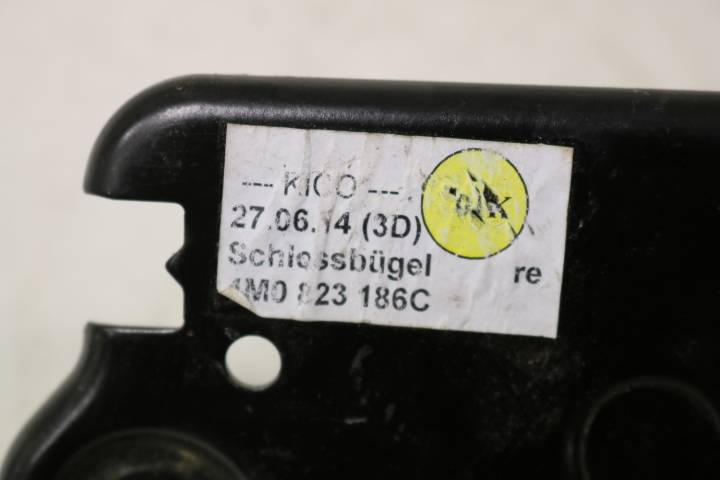 --- KICO ---
27.06.14 (3D)
Schlossbügel re
4M0 823 186C